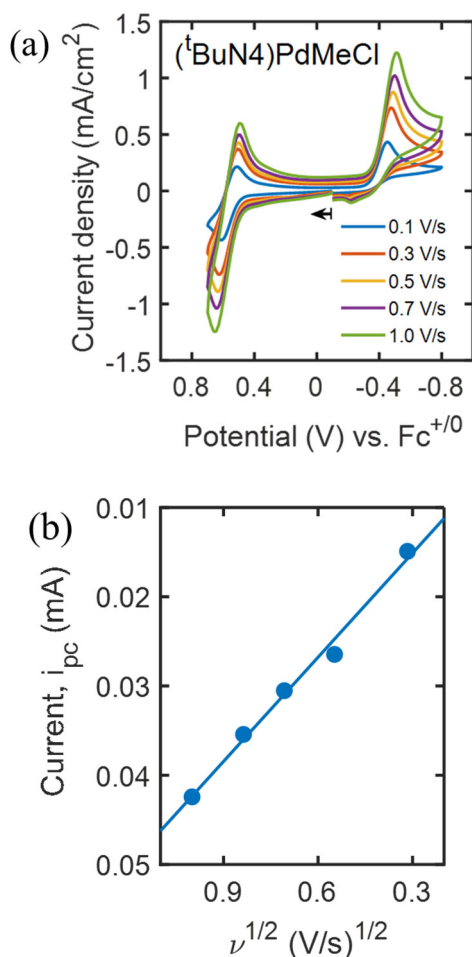 (a)
(ᵗBuN4)PdMeCl
Current density (mA/cm²)
1.5
1
0.5
0
-0.5
-1
-1.5
0.1 V/s
0.3 V/s
0.5 V/s
0.7 V/s
1.0 V/s
0.8 0.4 0 -0.4 -0.8
Potential (V) vs. Fc⁺/⁰
(b)
Current, iₚc (mA)
0.01
0.02
0.03
0.04
0.05
0.9 0.6 0.3
ν¹/² (V/s)¹/²